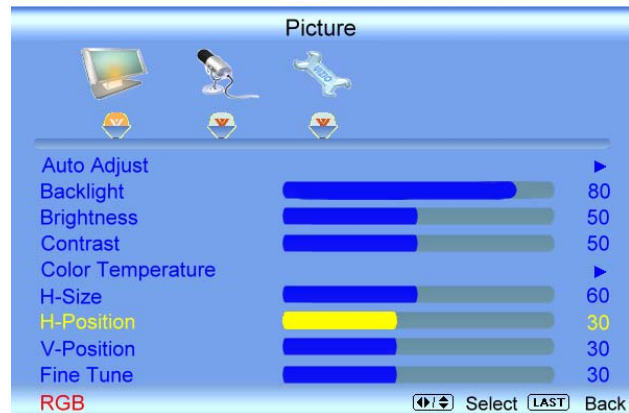 Picture
VIZIO
Auto Adjust
Backlight 80
Brightness 50
Contrast 50
Color Temperature
H-Size 60
H-Position 30
V-Position 30
Fine Tune 30
RGB Select LAST Back